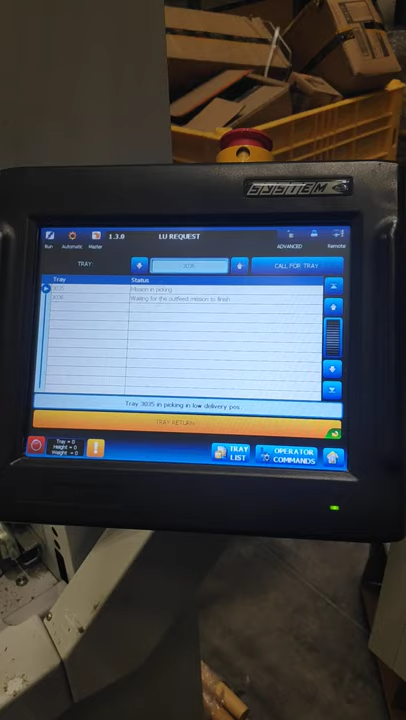 SYSTEM
1.3.0
LU REQUEST
Run
Automatic
Master
ADVANCED
Remote
TRAY:
CALL FOR TRAY
Tray
Status
3035
Mission in picking
3036
Waiting for the outfeed mission to finish
Tray 3035 in picking in low delivery pos.
TRAY RETURN
Tray = 0
Height = 0
Weight = 0
!
TRAY
LIST
OPERATOR
COMMANDS